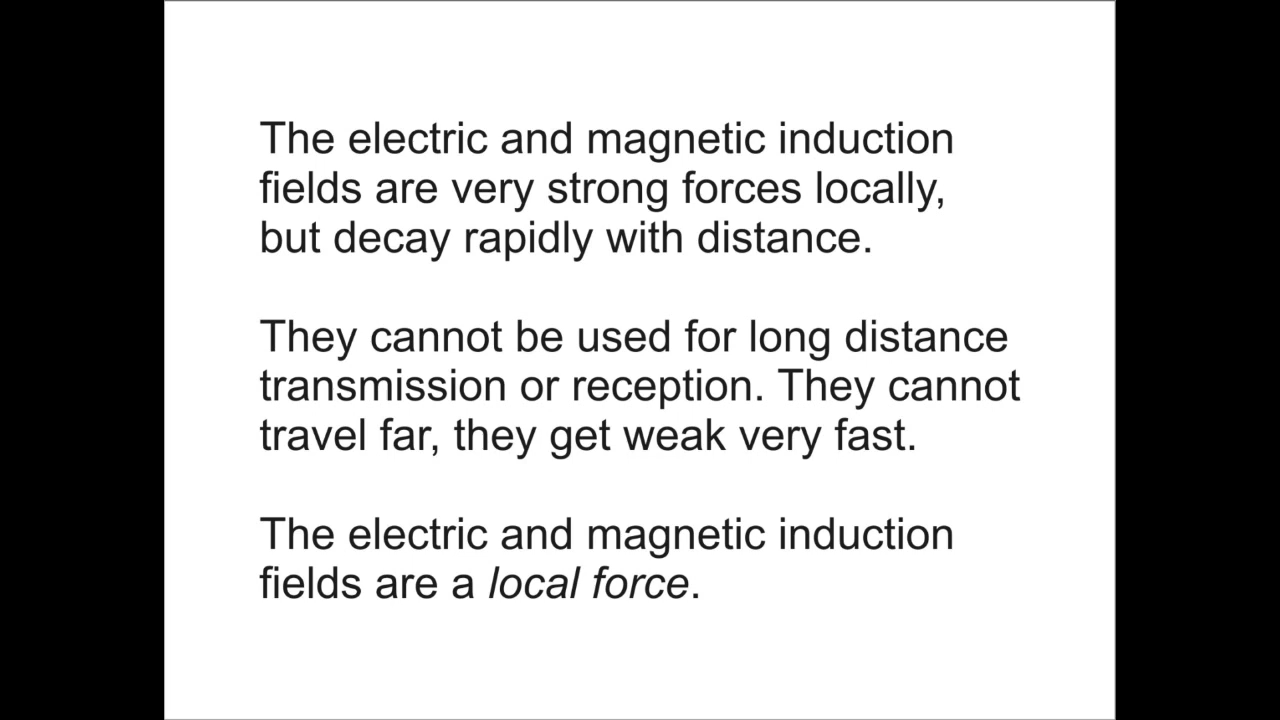 The electric and magnetic induction
fields are very strong forces locally,
but decay rapidly with distance.
They cannot be used for long distance
transmission or reception. They cannot
travel far, they get weak very fast.
The electric and magnetic induction
fields are a local force.